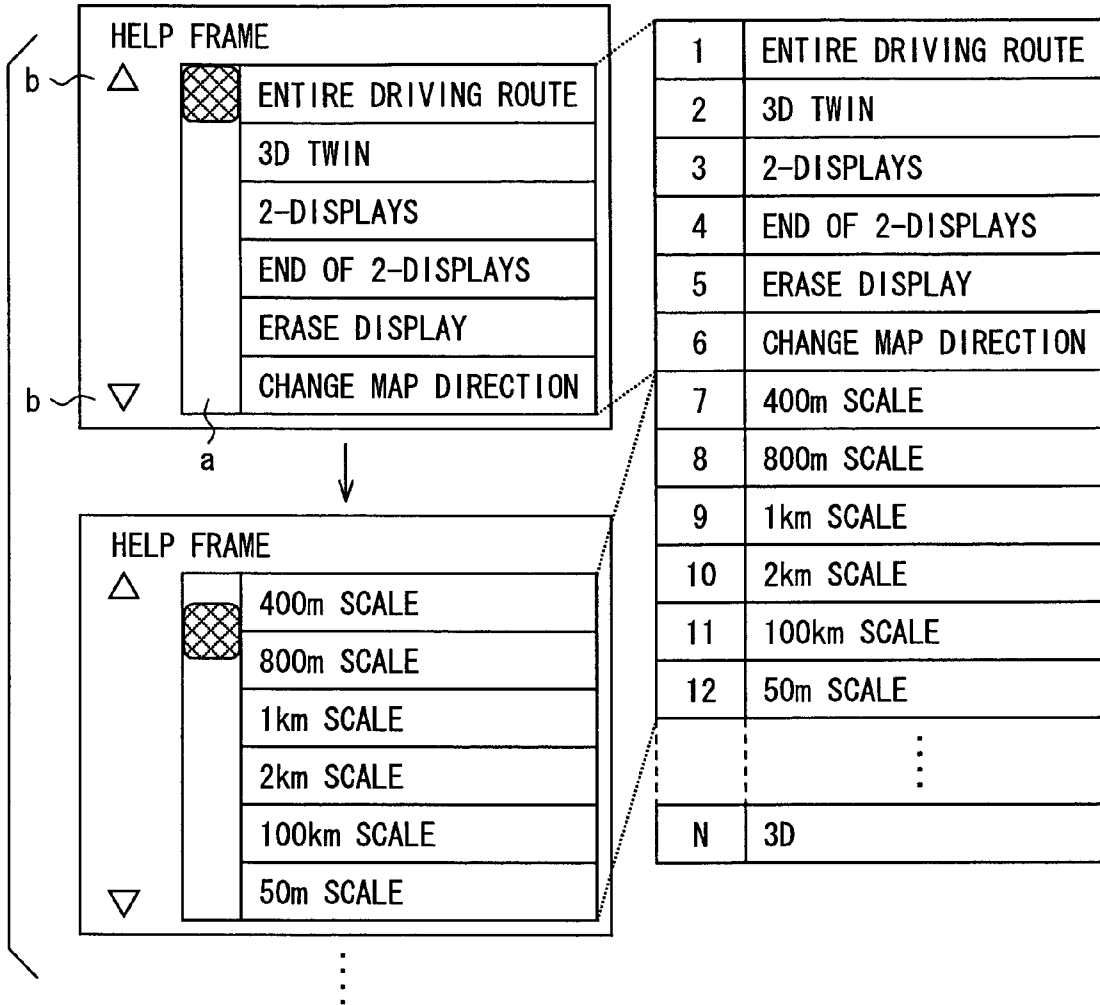 HELP FRAME
b
ENTIRE DRIVING ROUTE
3D TWIN
2-DISPLAYS
END OF 2-DISPLAYS
ERASE DISPLAY
b
CHANGE MAP DIRECTION
a
HELP FRAME
400m SCALE
800m SCALE
1km SCALE
2km SCALE
100km SCALE
50m SCALE
1 ENTIRE DRIVING ROUTE
2 3D TWIN
3 2-DISPLAYS
4 END OF 2-DISPLAYS
5 ERASE DISPLAY
6 CHANGE MAP DIRECTION
7 400m SCALE
8 800m SCALE
9 1km SCALE
10 2km SCALE
11 100km SCALE
12 50m SCALE
N 3D